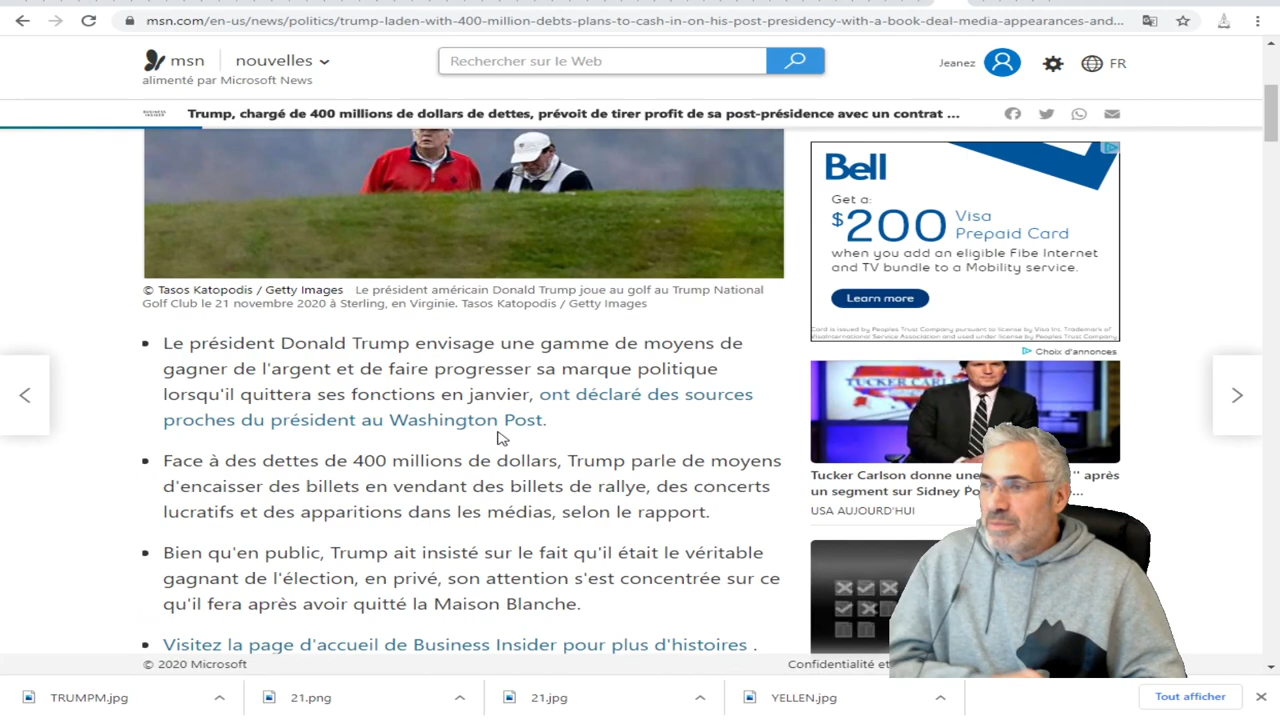 msn.com/en-us/news/politics/trump-laden-with-400-million-debts-plans-to-cash-in-on-his-post-presidency-with-a-book-deal-media-appearances-and...
msn
nouvelles
alimenté par Microsoft News
Rechercher sur le Web
Jeanez
FR
BUSINESS INSIDER
Trump, chargé de 400 millions de dollars de dettes, prévoit de tirer profit de sa post-présidence avec un contrat ...
© Tasos Katopodis / Getty Images Le président américain Donald Trump joue au golf au Trump National
Golf Club le 21 novembre 2020 à Sterling, en Virginie. Tasos Katopodis / Getty Images
Le président Donald Trump envisage une gamme de moyens de
gagner de l'argent et de faire progresser sa marque politique
lorsqu'il quittera ses fonctions en janvier, ont déclaré des sources
proches du président au Washington Post.
Face à des dettes de 400 millions de dollars, Trump parle de moyens
d'encaisser des billets en vendant des billets de rallye, des concerts
lucratifs et des apparitions dans les médias, selon le rapport.
Bien qu'en public, Trump ait insisté sur le fait qu'il était le véritable
gagnant de l'élection, en privé, son attention s'est concentrée sur ce
qu'il fera après avoir quitté la Maison Blanche.
Visitez la page d'accueil de Business Insider pour plus d'histoires .
Bell
Get a:
$200 Visa
Prepaid Card
when you add an eligible Fibe Internet
and TV bundle to a Mobility service.
Learn more
Card is issued by Peoples Trust Company pursuant to license by Visa Int. Trademark of
Visa International Service Association and used under license by Peoples Trust Company
Choix d'annonces
TUCKER CARLSON
Tucker Carlson donne une après
un segment sur Sidney
USA AUJOURD'HUI
© 2020 Microsoft
Confidentialité et
TRUMPM.jpg
21.png
21.jpg
YELLEN.jpg
Tout afficher